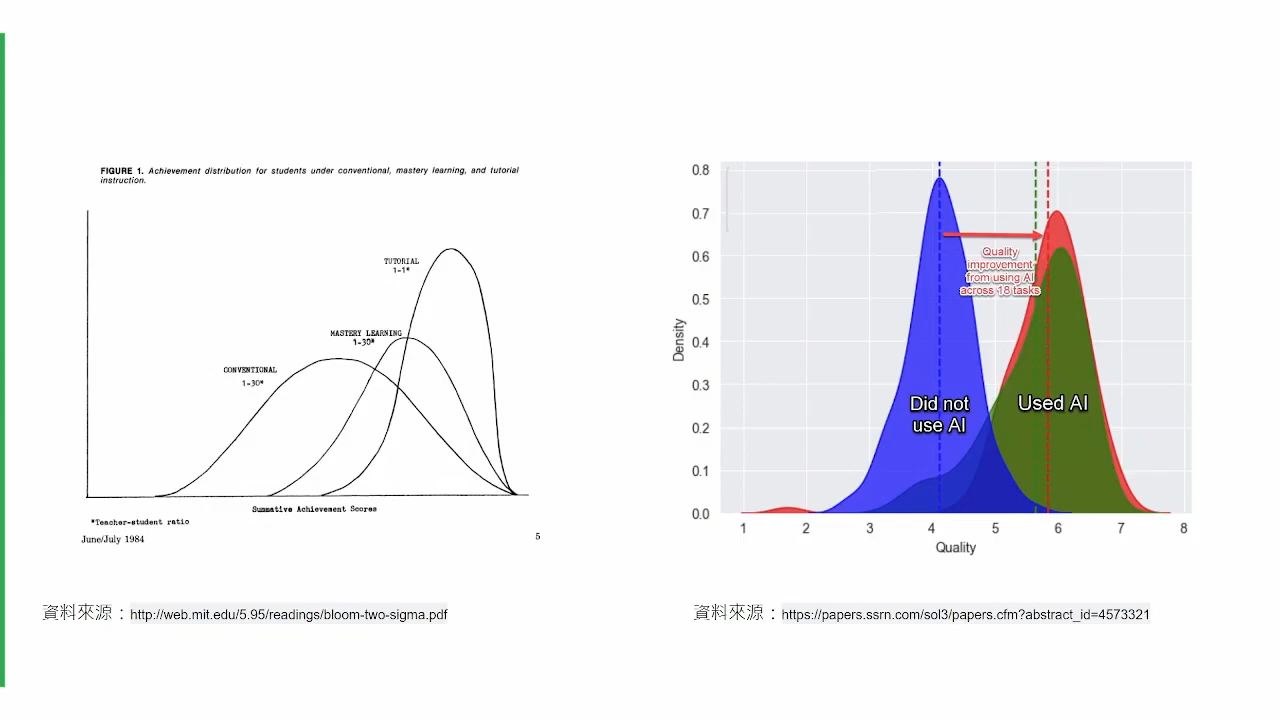 FIGURE 1. Achievement distribution for students under conventional, mastery learning, and tutorial
instruction.
TUTORIAL
1-1*
MASTERY LEARNING
1-30*
CONVENTIONAL
1-30*
Summative Achievement Scores
*Teacher-student ratio
June/July 1984
5
資料來源：http://web.mit.edu/5.95/readings/bloom-two-sigma.pdf
0.8
0.7
0.6
0.5
0.4
0.3
0.2
0.1
0.0
Density
Quality
improvement
from using AI
across 18 tasks
Did not
use AI
Used AI
1 2 3 4 5 6 7 8
Quality
資料來源：https://papers.ssrn.com/sol3/papers.cfm?abstract_id=4573321